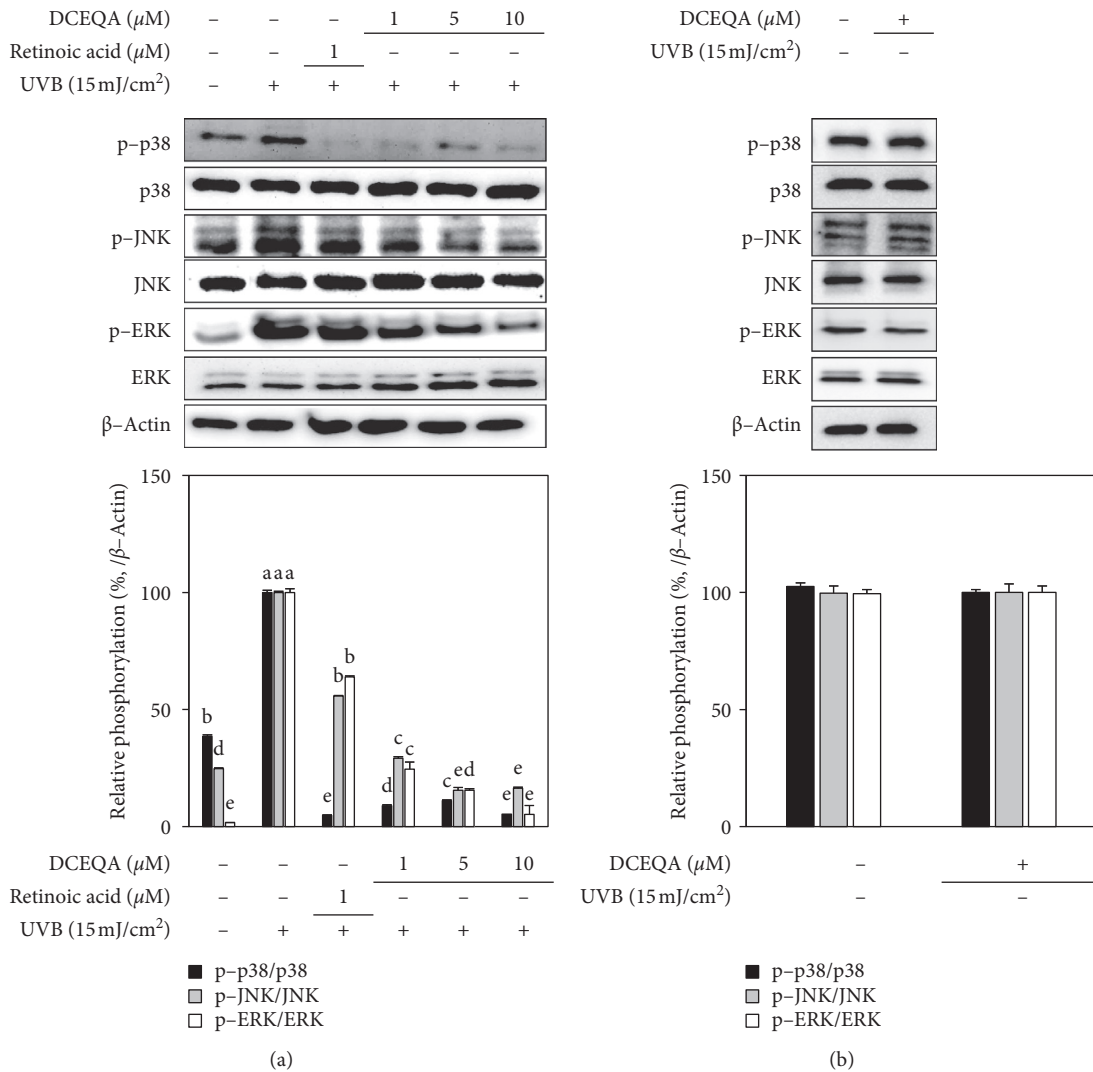 DCEQA (μM) – – – 1 5 10
Retinoic acid (μM) – – 1 – – –
UVB (15 mJ/cm²) – + + + + +
p–p38
p38
p–JNK
JNK
p–ERK
ERK
β–Actin
Relative phosphorylation (%, /β–Actin)
150
100
50
0
b d e
a a a
e b b
d c c
c e d
e e e
DCEQA (μM) – – – 1 5 10
Retinoic acid (μM) – – 1 – – –
UVB (15 mJ/cm²) – + + + + +
p–p38/p38
p–JNK/JNK
p–ERK/ERK
(a)
DCEQA (μM) – +
UVB (15 mJ/cm²) – –
p–p38
p38
p–JNK
JNK
p–ERK
ERK
β–Actin
Relative phosphorylation (%, /β–Actin)
150
100
50
0
DCEQA (μM) – +
UVB (15 mJ/cm²) – –
p–p38/p38
p–JNK/JNK
p–ERK/ERK
(b)